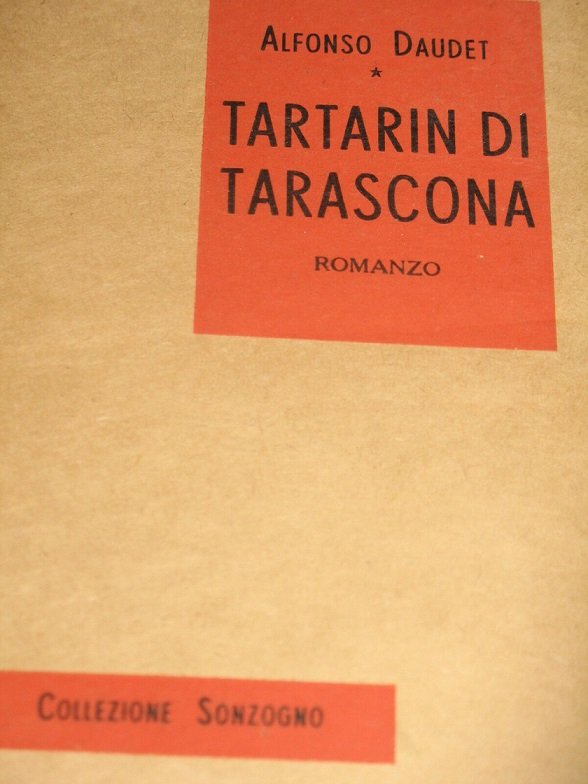 ALFONSO DAUDET
★
TARTARIN DI
TARASCONA
ROMANZO
COLLEZIONE SONZOGNO